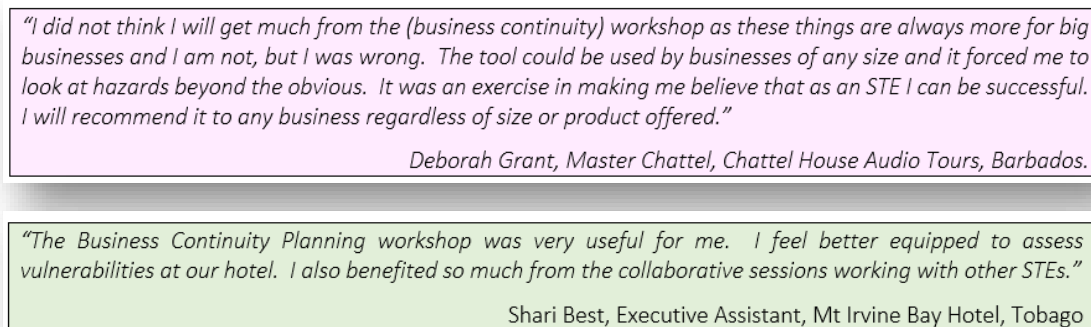 “I did not think I will get much from the (business continuity) workshop as these things are always more for big
businesses and I am not, but I was wrong. The tool could be used by businesses of any size and it forced me to
look at hazards beyond the obvious. It was an exercise in making me believe that as an STE I can be successful.
I will recommend it to any business regardless of size or product offered.”
Deborah Grant, Master Chattel, Chattel House Audio Tours, Barbados.
“The Business Continuity Planning workshop was very useful for me. I feel better equipped to assess
vulnerabilities at our hotel. I also benefited so much from the collaborative sessions working with other STEs.”
Shari Best, Executive Assistant, Mt Irvine Bay Hotel, Tobago